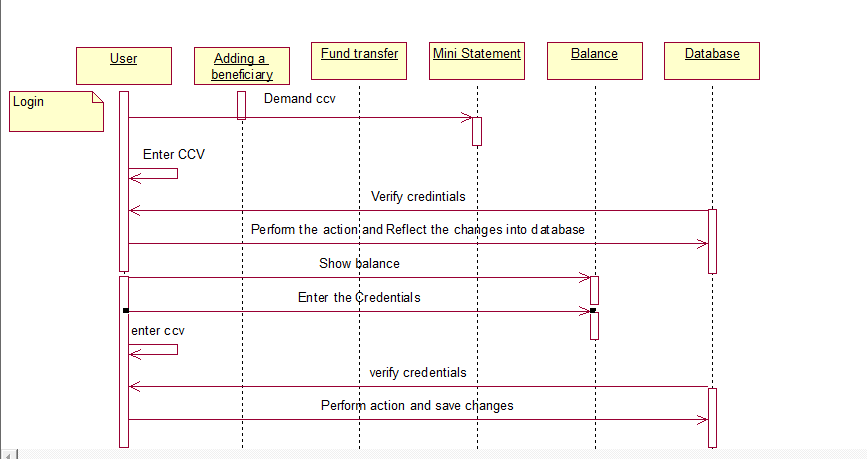 User
Adding a
beneficiary
Fund transfer
Mini Statement
Balance
Database
Login
Demand ccv
Enter CCV
Verify credintials
Perform the action and Reflect the changes into database
Show balance
Enter the Credentials
enter ccv
verify credentials
Perform action and save changes